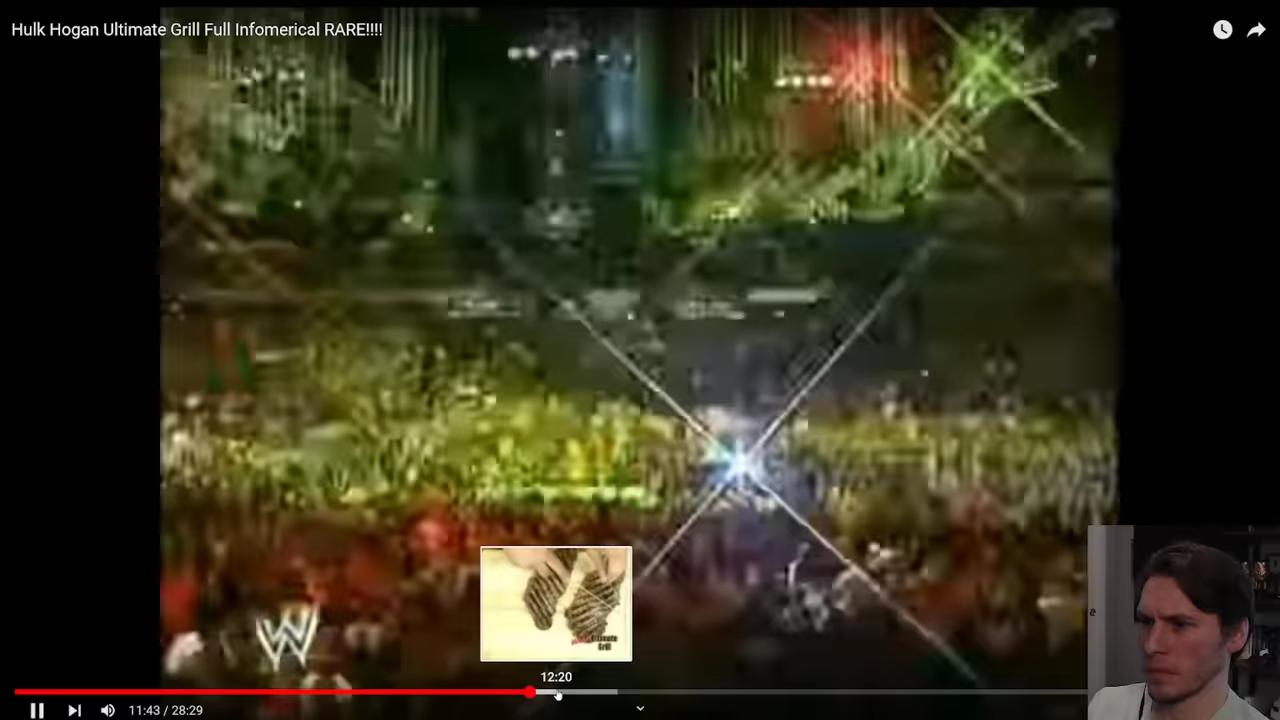 Hulk Hogan Ultimate Grill Full Infomerical RARE!!!!
e
W
Ultimate
Grill
12:20
11:43 / 28:29